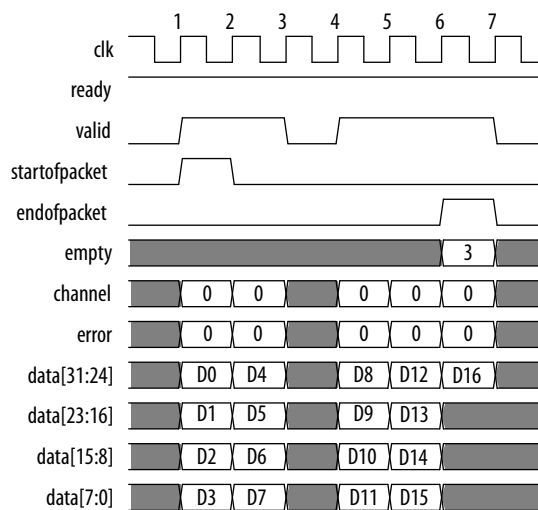 1 2 3 4 5 6 7
clk
ready
valid
startofpacket
endofpacket
empty 3
channel 0 0 0 0 0
error 0 0 0 0 0
data[31:24] D0 D4 D8 D12 D16
data[23:16] D1 D5 D9 D13
data[15:8] D2 D6 D10 D14
data[7:0] D3 D7 D11 D15